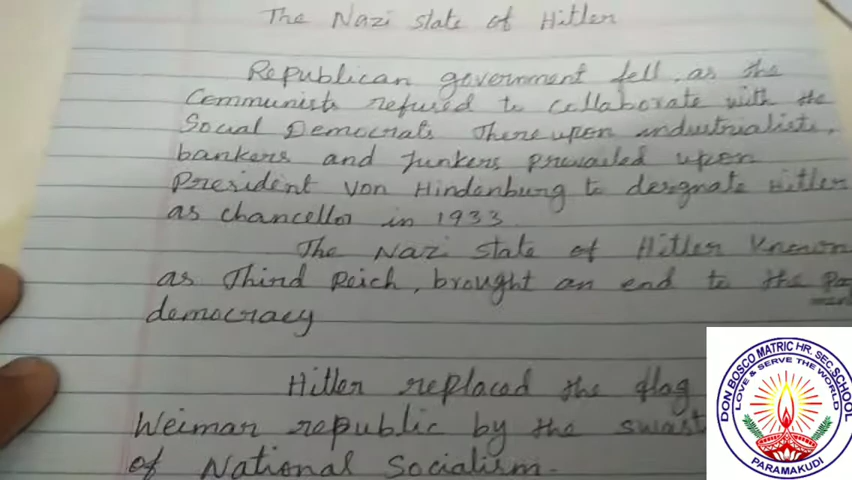 The Nazi state of Hitler
Republican government fell, as the
Communists refused to collaborate with the
Social Democrats Thereupon industrialists,
bankers and Junkers prevailed upon
President Von Hindenburg to designate Hitler
as chancellor in 1933
The Nazi state of Hitler known
as Third Reich, brought an end to the
democracy
Hitler replaced the flag
Weimar republic by the swast
of National Socialism.
DON BOSCO MATRIC HR. SEC SCHOOL
LOVE & SERVE THE WORLD
PARAMAKUDI